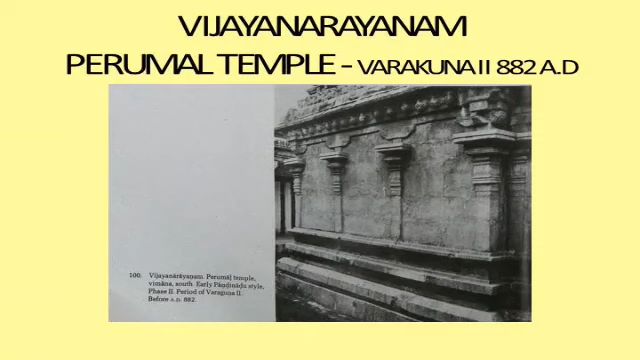 VIJAYANARAYANAM
PERUMAL TEMPLE - VARAKUNA II 882 A.D
100. Vijayanārāyaṇam. Perumāḷ temple,
vimāna, south. Early Pāṇḍināḍu style,
Phase II. Period of Varaguṇa II.
Before A.D. 882.